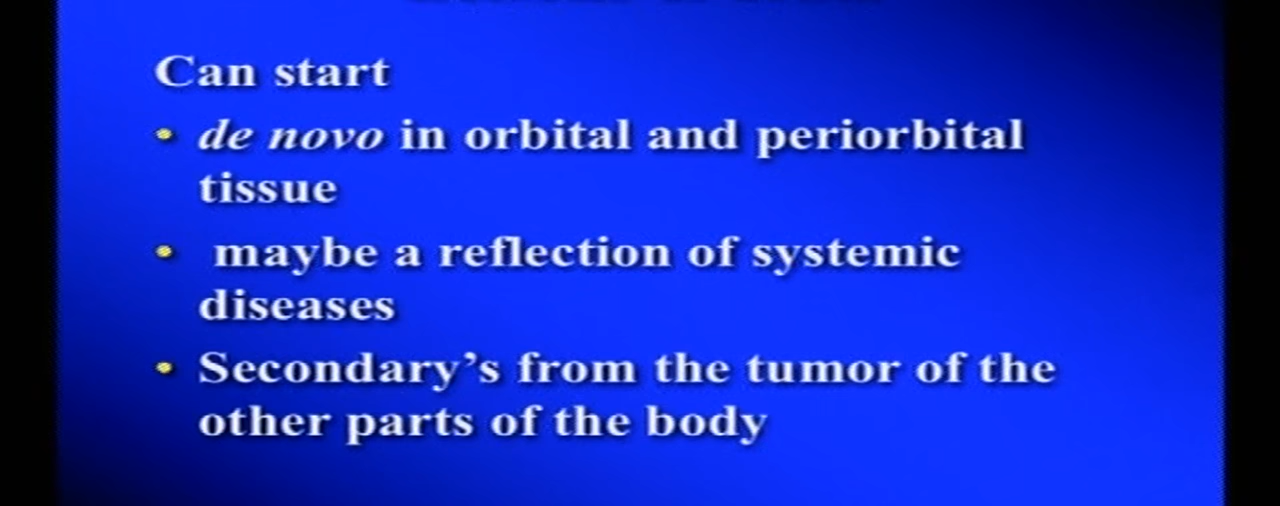 Can start
• de novo in orbital and periorbital
tissue
• maybe a reflection of systemic
diseases
• Secondary’s from the tumor of the
other parts of the body